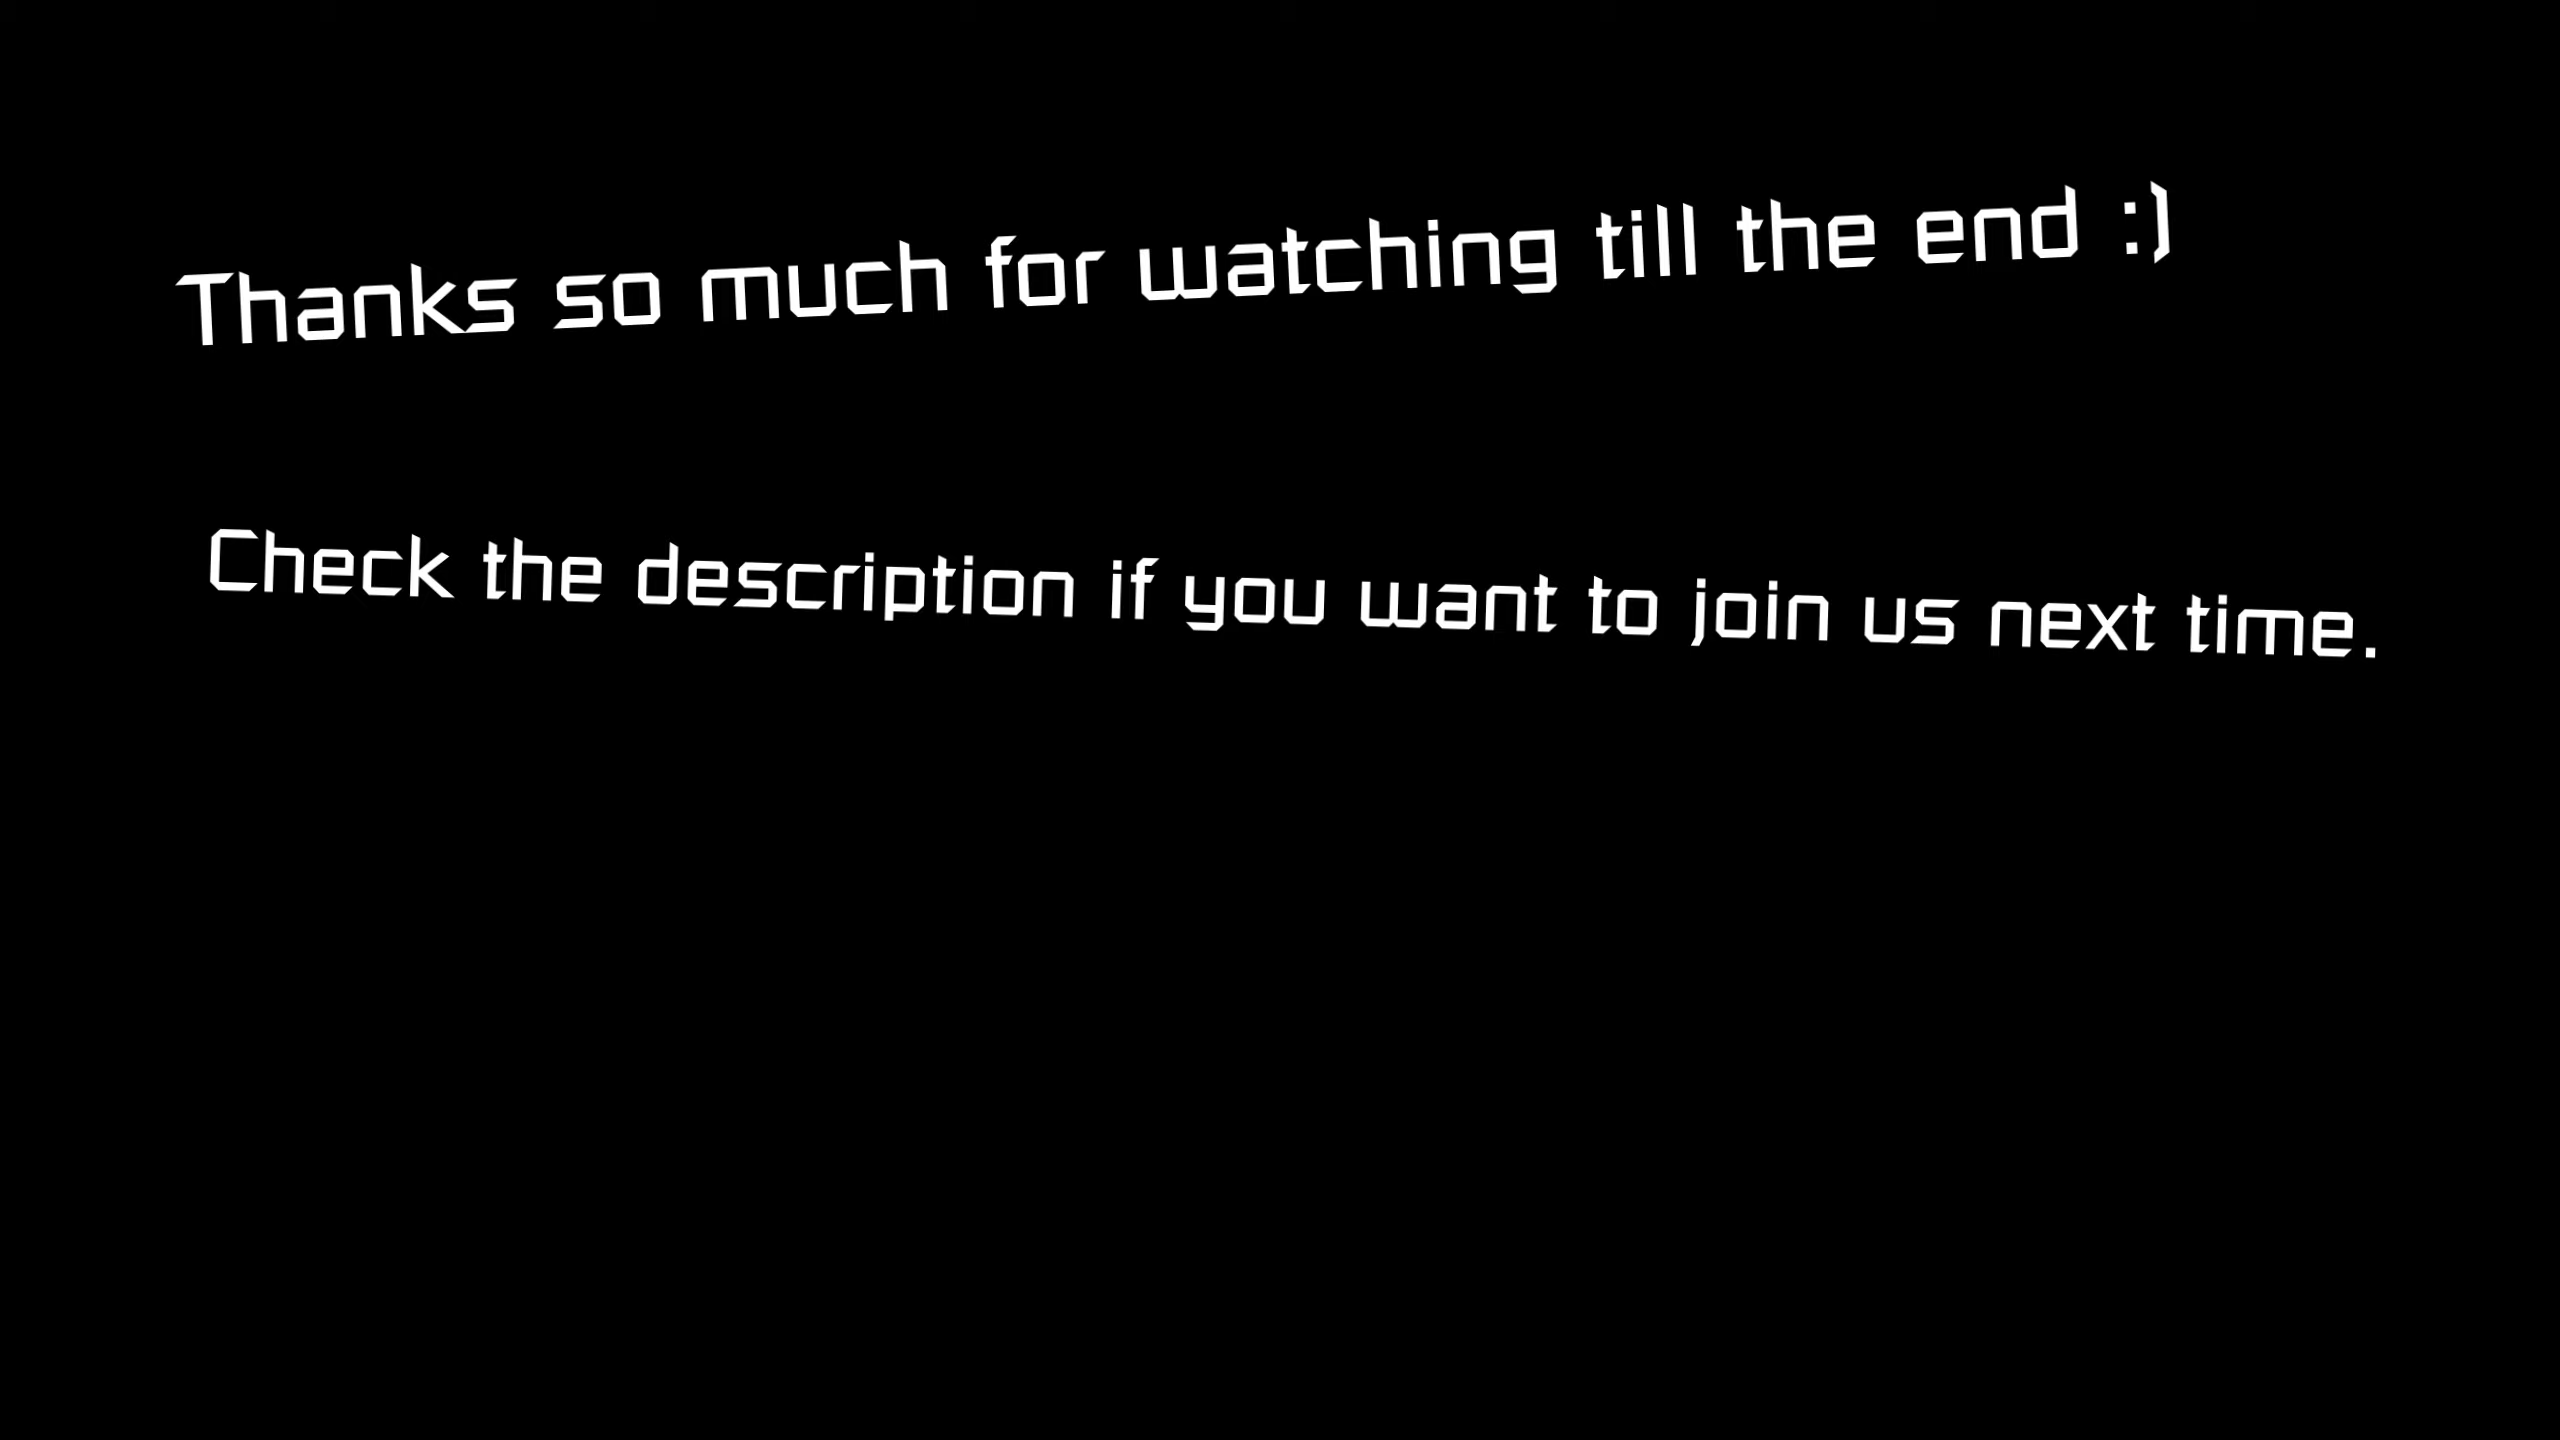 Thanks so much for watching till the end :)
Check the description if you want to join us next time.